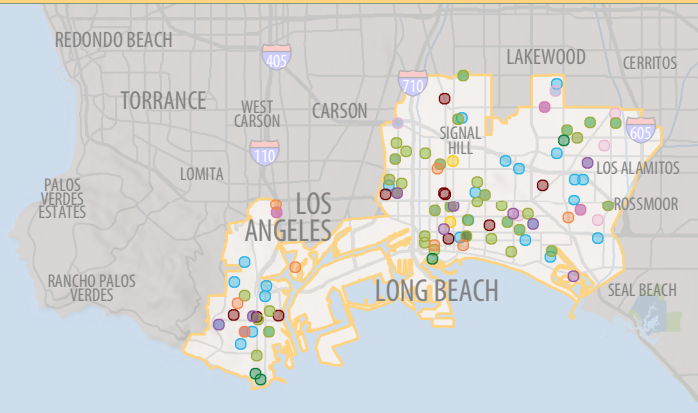 REDONDO BEACH
405
710
LAKEWOOD
CERRITOS
TORRANCE
WEST
CARSON
CARSON
SIGNAL
HILL
605
110
LOMITA
LOS ALAMITOS
PALOS
VERDES
ESTATES
LOS
ANGELES
ROSSMOOR
RANCHO PALOS
VERDES
LONG BEACH
SEAL BEACH